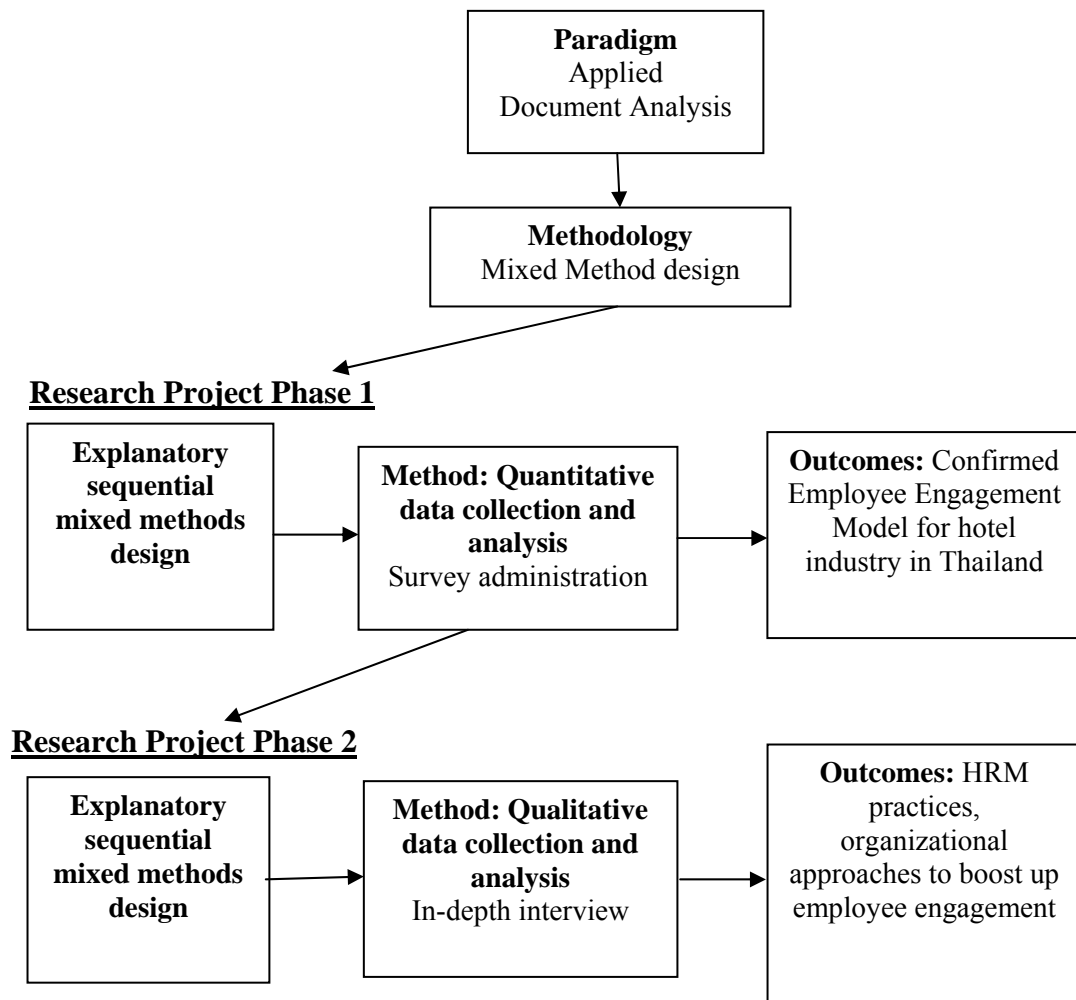 Paradigm
Applied
Document Analysis
Methodology
Mixed Method design
Research Project Phase 1
Explanatory
sequential
mixed methods
design
Method: Quantitative
data collection and
analysis
Survey administration
Outcomes: Confirmed
Employee Engagement
Model for hotel
industry in Thailand
Research Project Phase 2
Explanatory
sequential
mixed methods
design
Method: Qualitative
data collection and
analysis
In-depth interview
Outcomes: HRM
practices,
organizational
approaches to boost up
employee engagement